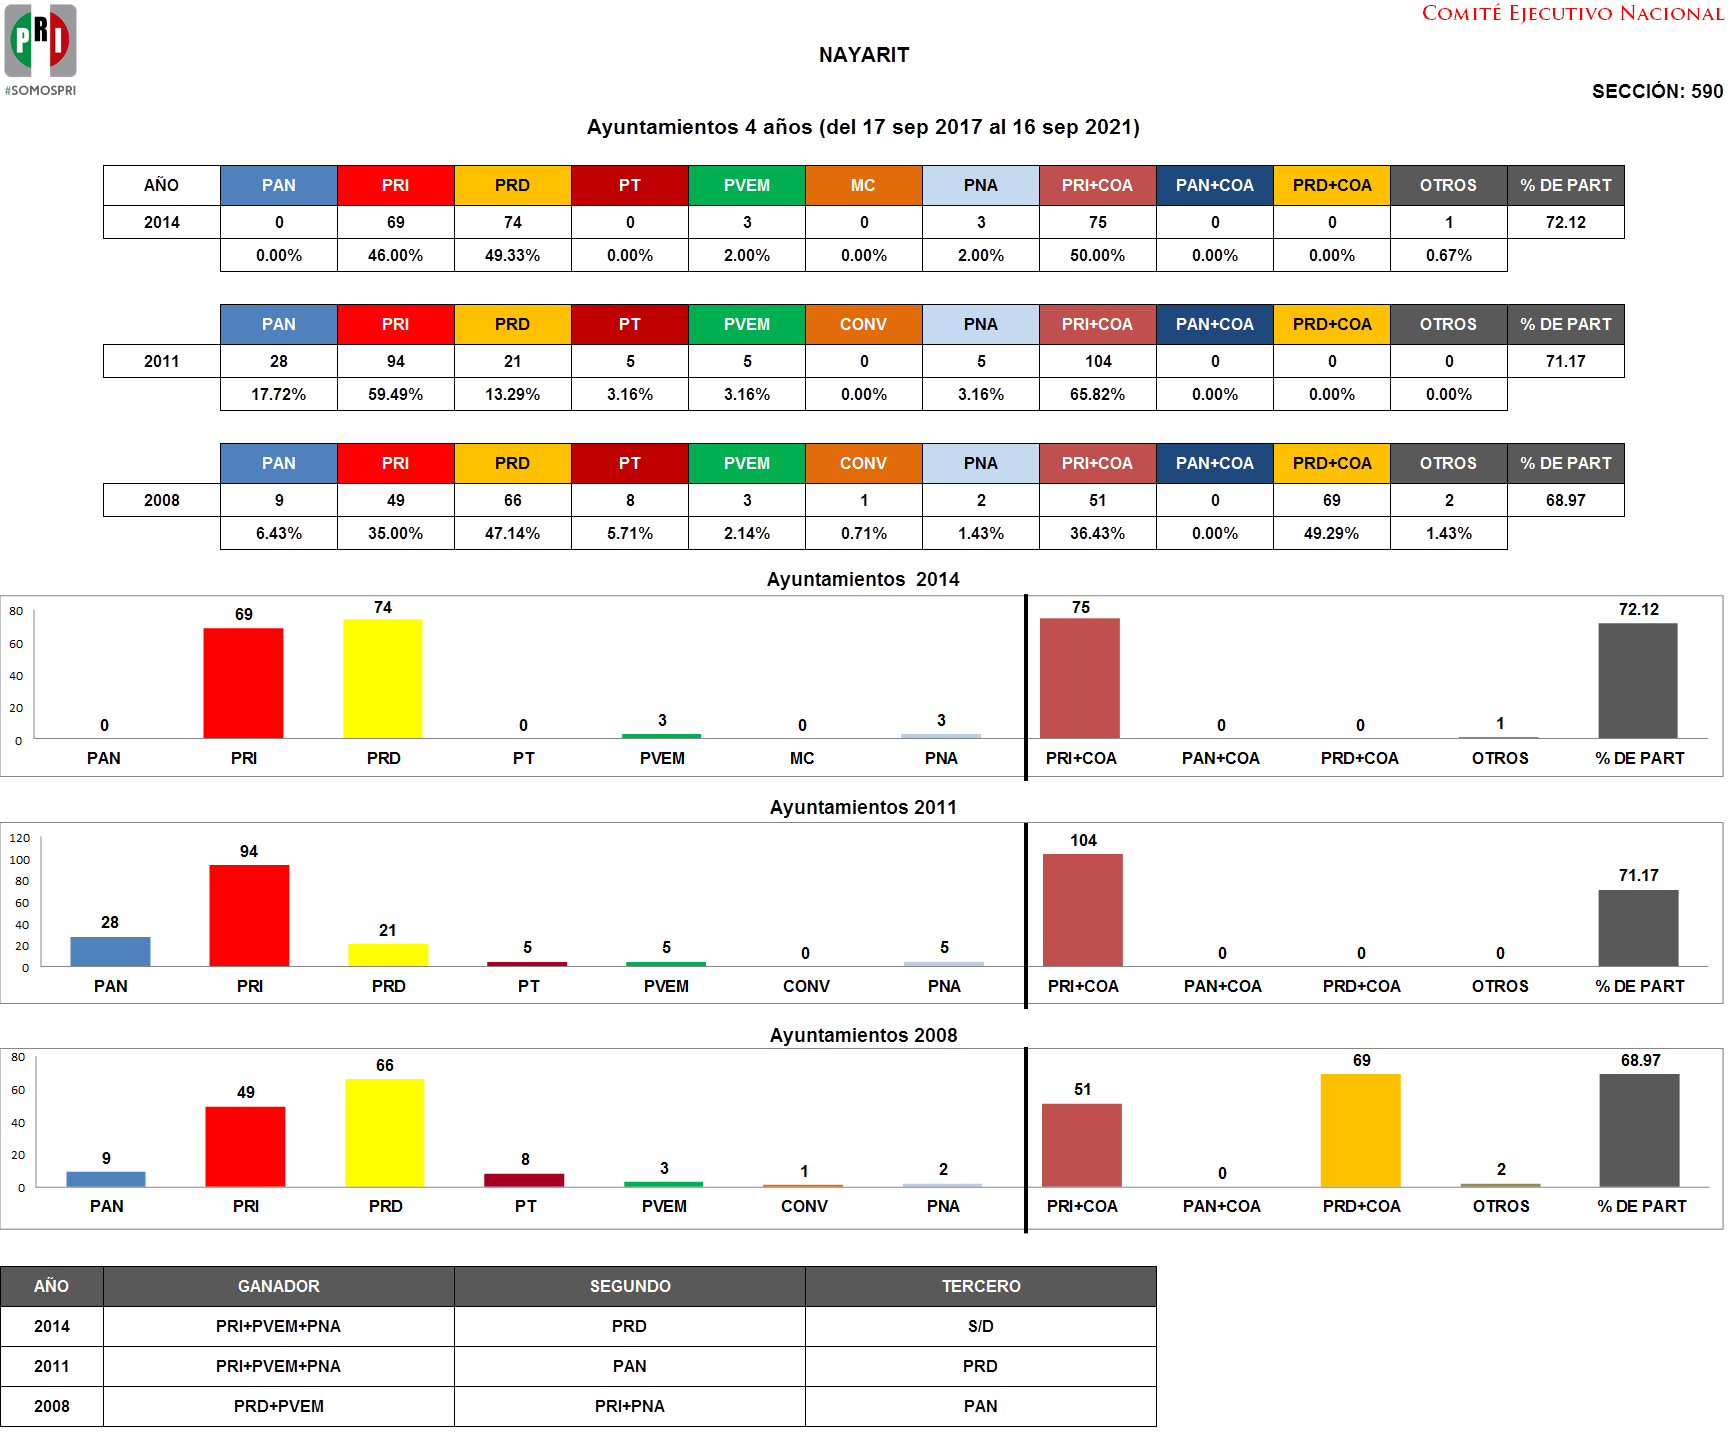 COMITÉ EJECUTIVO NACIONAL
PRI
#SOMOSPRI
NAYARIT
SECCIÓN: 590
Ayuntamientos 4 años (del 17 sep 2017 al 16 sep 2021)
AÑO PAN PRI PRD PT PVEM MC PNA PRI+COA PAN+COA PRD+COA OTROS % DE PART
2014 0 69 74 0 3 0 3 75 0 0 1 72.12
0.00% 46.00% 49.33% 0.00% 2.00% 0.00% 2.00% 50.00% 0.00% 0.00% 0.67%
PAN PRI PRD PT PVEM CONV PNA PRI+COA PAN+COA PRD+COA OTROS % DE PART
2011 28 94 21 5 5 0 5 104 0 0 0 71.17
17.72% 59.49% 13.29% 3.16% 3.16% 0.00% 3.16% 65.82% 0.00% 0.00% 0.00%
PAN PRI PRD PT PVEM CONV PNA PRI+COA PAN+COA PRD+COA OTROS % DE PART
2008 9 49 66 8 3 1 2 51 0 69 2 68.97
6.43% 35.00% 47.14% 5.71% 2.14% 0.71% 1.43% 36.43% 0.00% 49.29% 1.43%
Ayuntamientos 2014
80
60
40
20
0
0 69 74 0 3 0 3 75 0 0 1 72.12
PAN PRI PRD PT PVEM MC PNA PRI+COA PAN+COA PRD+COA OTROS % DE PART
Ayuntamientos 2011
120
100
80
60
40
20
0
28 94 21 5 5 0 5 104 0 0 0 71.17
PAN PRI PRD PT PVEM CONV PNA PRI+COA PAN+COA PRD+COA OTROS % DE PART
Ayuntamientos 2008
80
60
40
20
0
9 49 66 8 3 1 2 51 0 69 2 68.97
PAN PRI PRD PT PVEM CONV PNA PRI+COA PAN+COA PRD+COA OTROS % DE PART
AÑO GANADOR SEGUNDO TERCERO
2014 PRI+PVEM+PNA PRD S/D
2011 PRI+PVEM+PNA PAN PRD
2008 PRD+PVEM PRI+PNA PAN